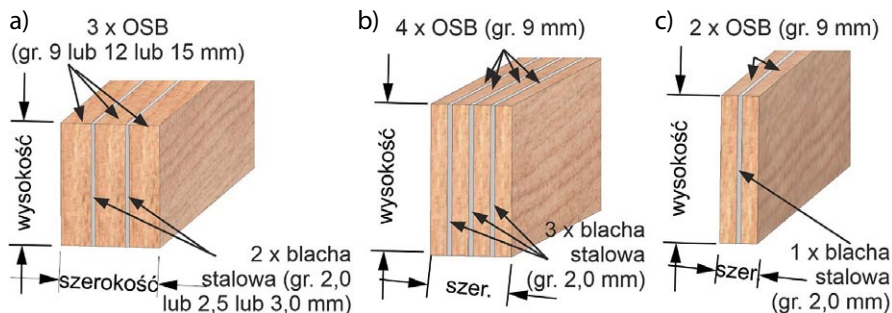 a)
3 x OSB
(gr. 9 lub 12 lub 15 mm)
wysokość
szerokość
2 x blacha
stalowa (gr. 2,0
lub 2,5 lub 3,0 mm)
b)
4 x OSB (gr. 9 mm)
wysokość
szer.
3 x blacha
stalowa
(gr. 2,0 mm)
c)
2 x OSB (gr. 9 mm)
wysokość
szer
1 x blacha
stalowa
(gr. 2,0 mm)